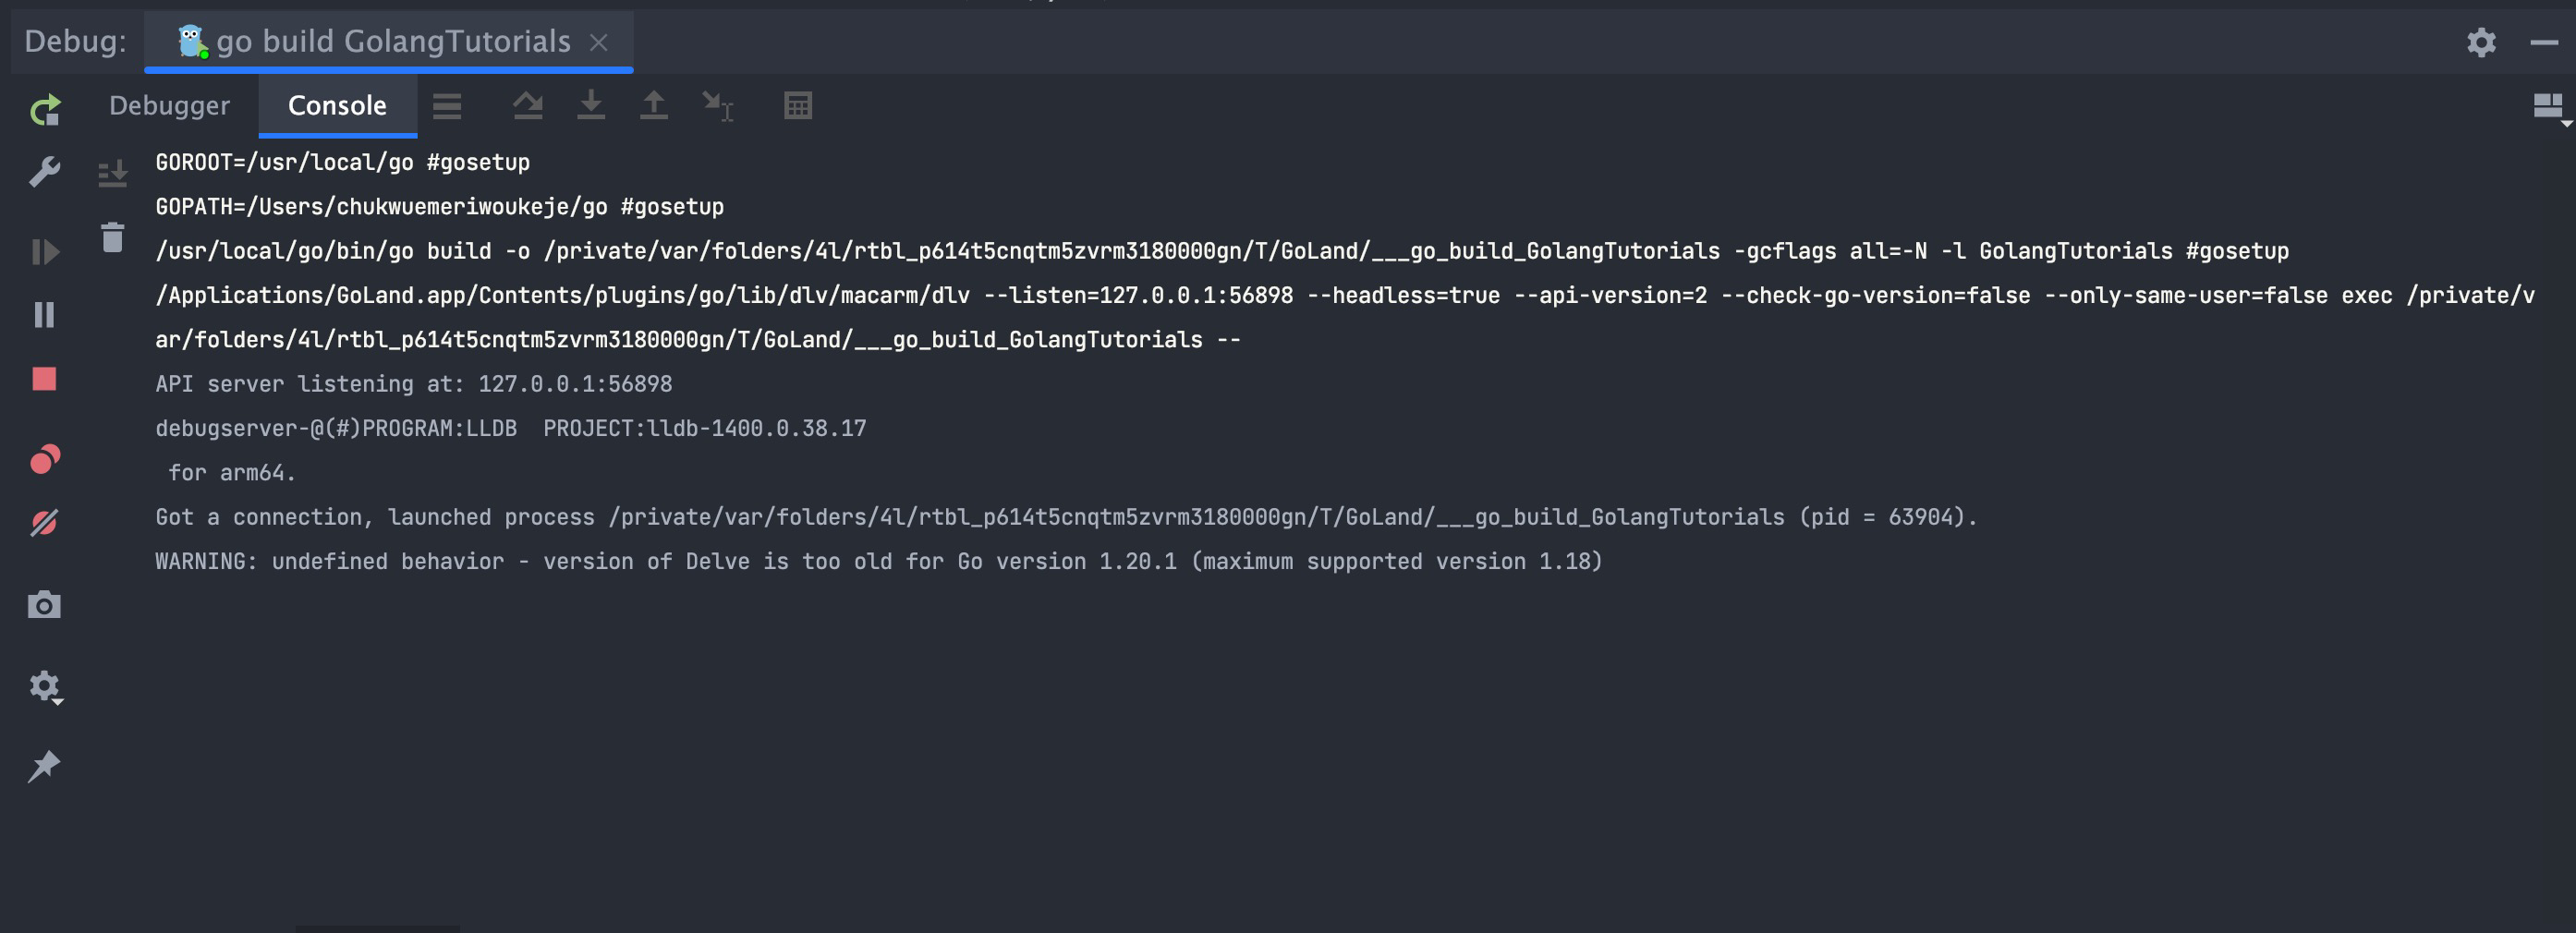 Debug: go build GolangTutorials
Debugger Console
GOROOT=/usr/local/go #gosetup
GOPATH=/Users/chukwuemeriwoukeje/go #gosetup
/usr/local/go/bin/go build -o /private/var/folders/4l/rtbl_p614t5cnqtm5zvrm3180000gn/T/GoLand/___go_build_GolangTutorials -gcflags all=-N -l GolangTutorials #gosetup
/Applications/GoLand.app/Contents/plugins/go/lib/dlv/macarm/dlv --listen=127.0.0.1:56898 --headless=true --api-version=2 --check-go-version=false --only-same-user=false exec /private/v
ar/folders/4l/rtbl_p614t5cnqtm5zvrm3180000gn/T/GoLand/___go_build_GolangTutorials --
API server listening at: 127.0.0.1:56898
debugserver-@(#)PROGRAM:LLDB  PROJECT:lldb-1400.0.38.17
 for arm64.
Got a connection, launched process /private/var/folders/4l/rtbl_p614t5cnqtm5zvrm3180000gn/T/GoLand/___go_build_GolangTutorials (pid = 63904).
WARNING: undefined behavior - version of Delve is too old for Go version 1.20.1 (maximum supported version 1.18)